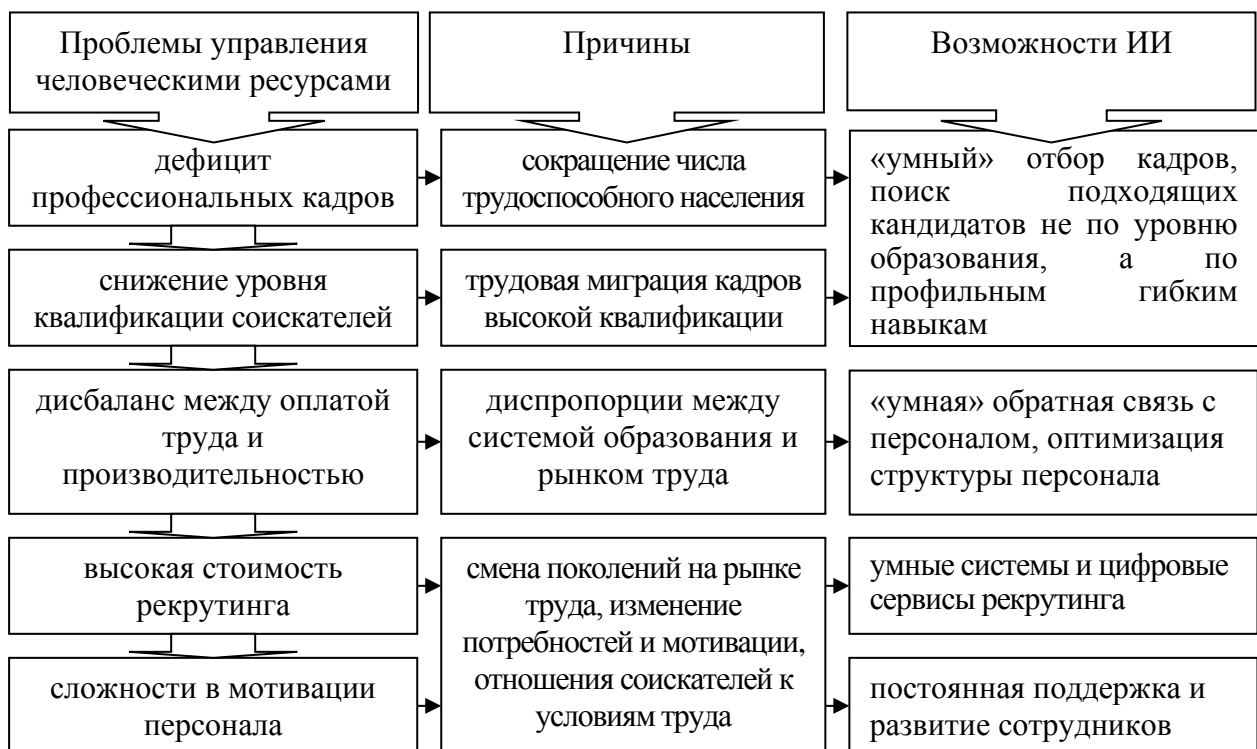 Проблемы управления
человеческими ресурсами
Причины
Возможности ИИ
дефицит
профессиональных кадров
сокращение числа
трудоспособного населения
«умный» отбор кадров,
поиск подходящих
кандидатов не по уровню
образования, а по
профильным гибким
навыкам
снижение уровня
квалификации соискателей
трудовая миграция кадров
высокой квалификации
дисбаланс между оплатой
труда и
производительностью
диспропорции между
системой образования и
рынком труда
«умная» обратная связь с
персоналом, оптимизация
структуры персонала
высокая стоимость
рекрутинга
смена поколений на рынке
труда, изменение
потребностей и мотивации,
отношения соискателей к
условиям труда
умные системы и цифровые
сервисы рекрутинга
сложности в мотивации
персонала
постоянная поддержка и
развитие сотрудников